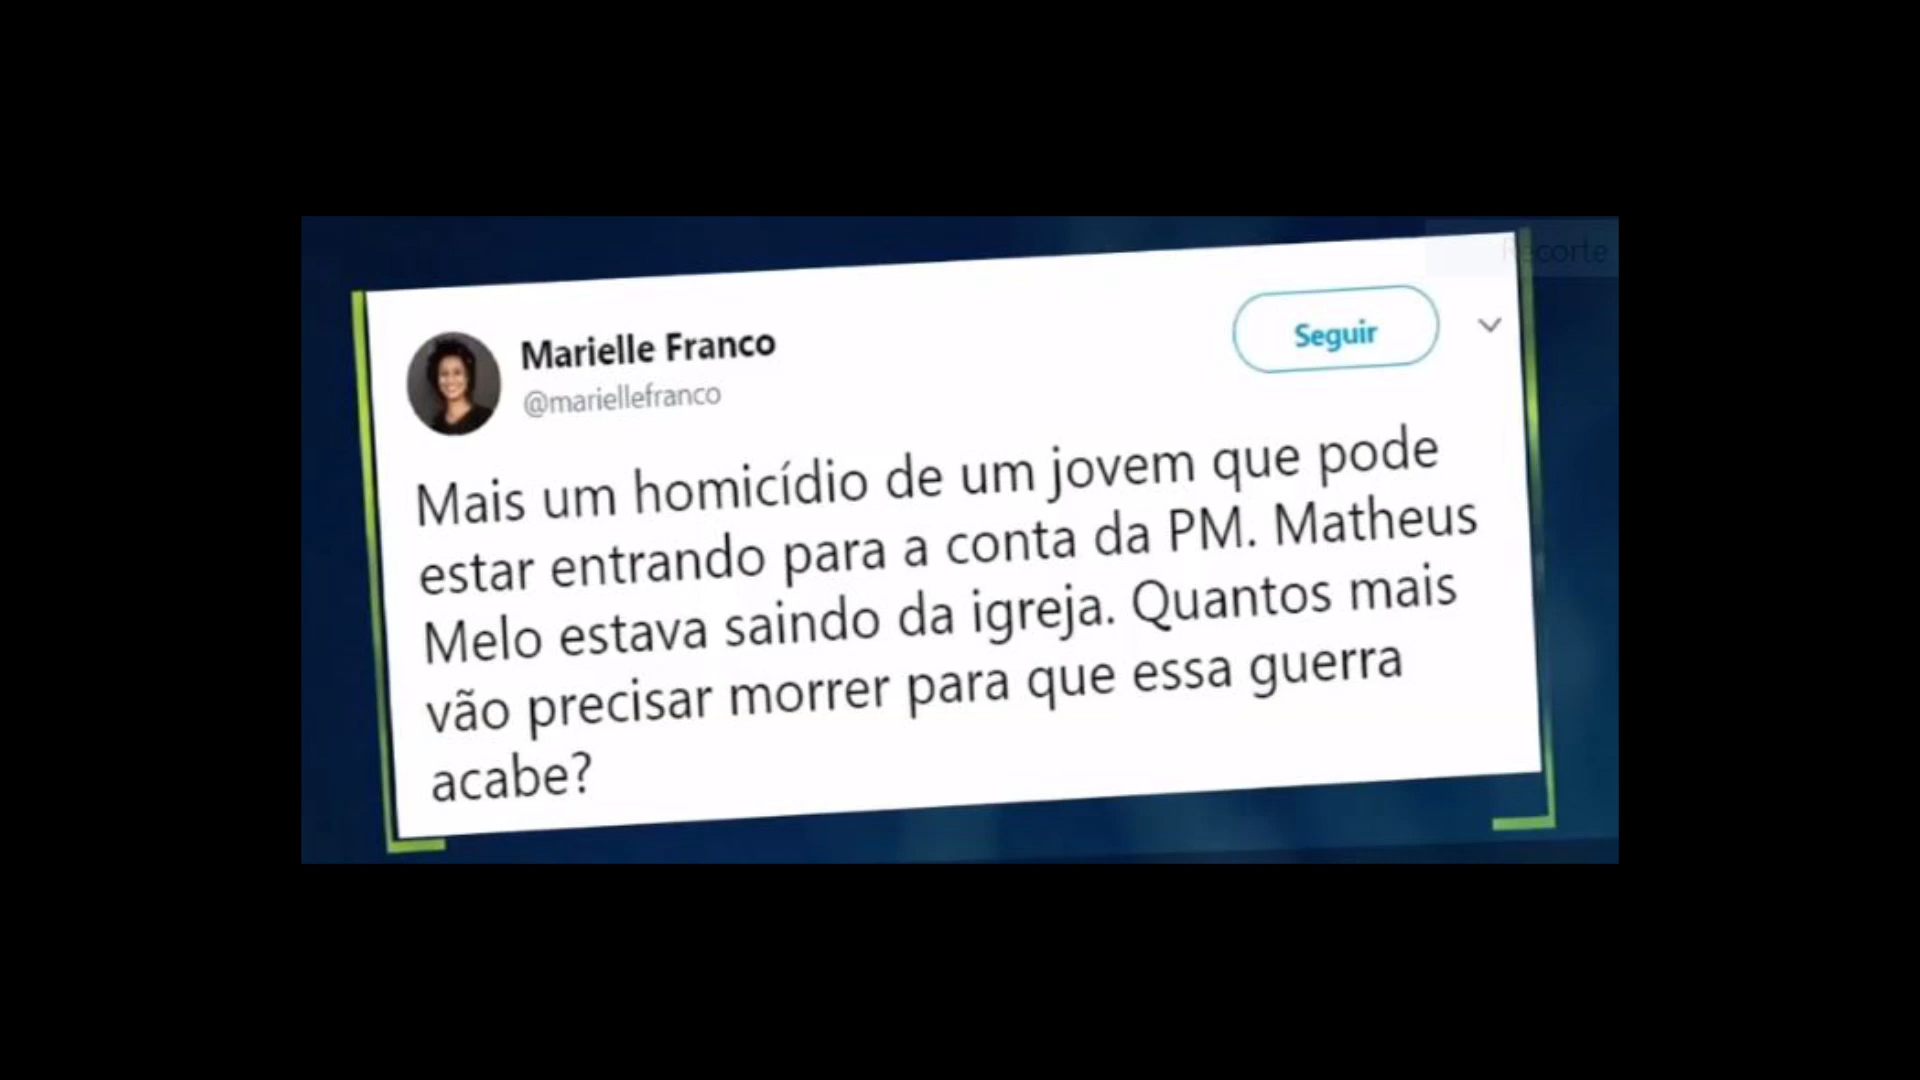 Recorte
Marielle Franco
@mariellefranco
Seguir
Mais um homicídio de um jovem que pode
estar entrando para a conta da PM. Matheus
Melo estava saindo da igreja. Quantos mais
vão precisar morrer para que essa guerra
acabe?